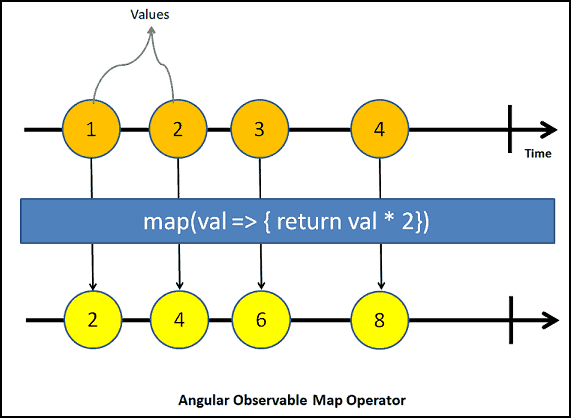 Values
1 2 3 4
Time
map(val => { return val * 2})
2 4 6 8
Angular Observable Map Operator